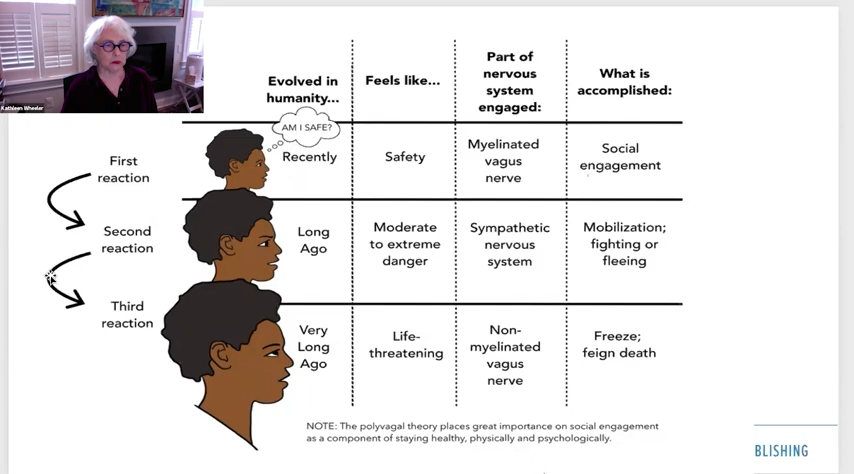 Kathleen Wheeler
Evolved in
humanity...
Feels like...
Part of
nervous
system
engaged:
What is
accomplished:
AM I SAFE?
First
reaction
Recently
Safety
Myelinated
vagus
nerve
Social
engagement
Second
reaction
Long
Ago
Moderate
to extreme
danger
Sympathetic
nervous
system
Mobilization;
fighting or
fleeing
Third
reaction
Very
Long
Ago
Life-
threatening
Non-
myelinated
vagus
nerve
Freeze;
feign death
NOTE: The polyvagal theory places great importance on social engagement
as a component of staying healthy, physically and psychologically.
BLISHING